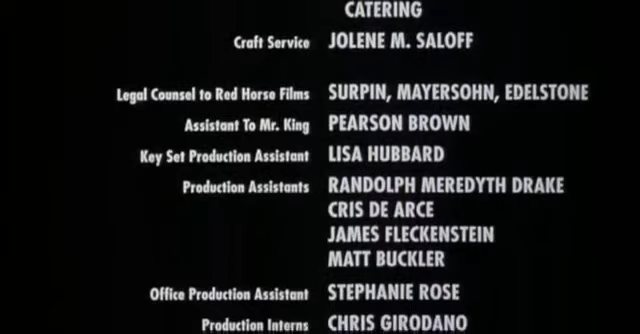 CATERING
Craft Service JOLENE M. SALOFF
Legal Counsel to Red Horse Films SURPIN, MAYERSOHN, EDELSTONE
Assistant To Mr. King PEARSON BROWN
Key Set Production Assistant LISA HUBBARD
Production Assistants RANDOLPH MEREDYTH DRAKE
CRIS DE ARCE
JAMES FLECKENSTEIN
MATT BUCKLER
Office Production Assistant STEPHANIE ROSE
Production Interns CHRIS GIRODANO